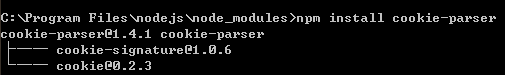 C:\Program Files\nodejs\node_modules>npm install cookie-parser
cookie-parser@1.4.1 cookie-parser
├── cookie-signature@1.0.6
└── cookie@0.2.3